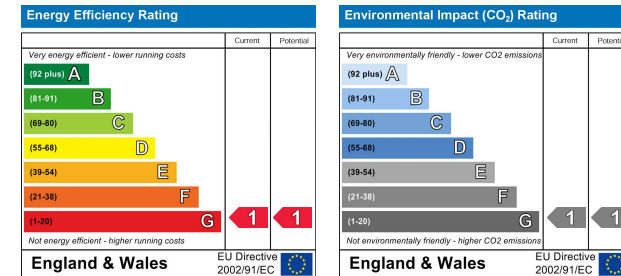 Energy Efficiency Rating
Current Potential
Very energy efficient - lower running costs
(92 plus) A
(81-91) B
(69-80) C
(55-68) D
(39-54) E
(21-38) F
(1-20) G 1 1
Not energy efficient - higher running costs
England & Wales EU Directive
2002/91/EC
Environmental Impact (CO2) Rating
Current Potenti
Very environmentally friendly - lower CO2 emissions
(92 plus) A
(81-91) B
(69-80) C
(55-68) D
(39-54) E
(21-38) F
(1-20) G 1 1
Not environmentally friendly - higher CO2 emissions
England & Wales EU Directive
2002/91/EC